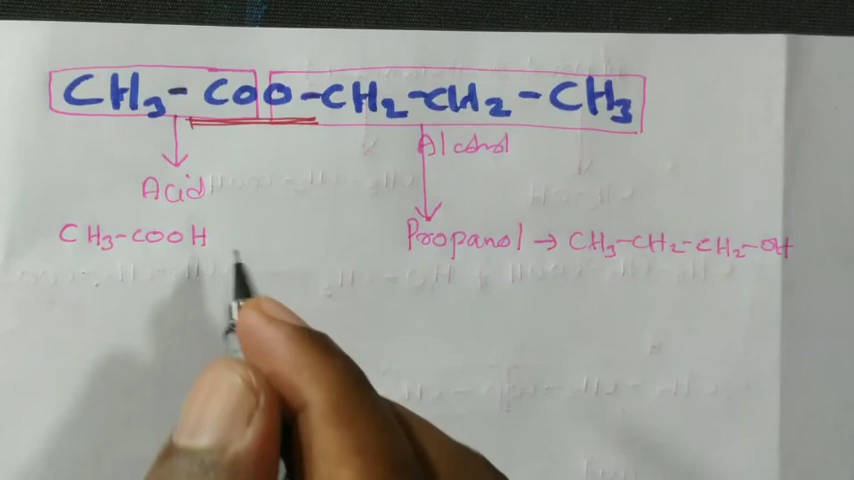 CH3-COO-CH2-CH2-CH3
Alcohol
Acid
CH3-COOH
Propanol → CH3-CH2-CH2-OH